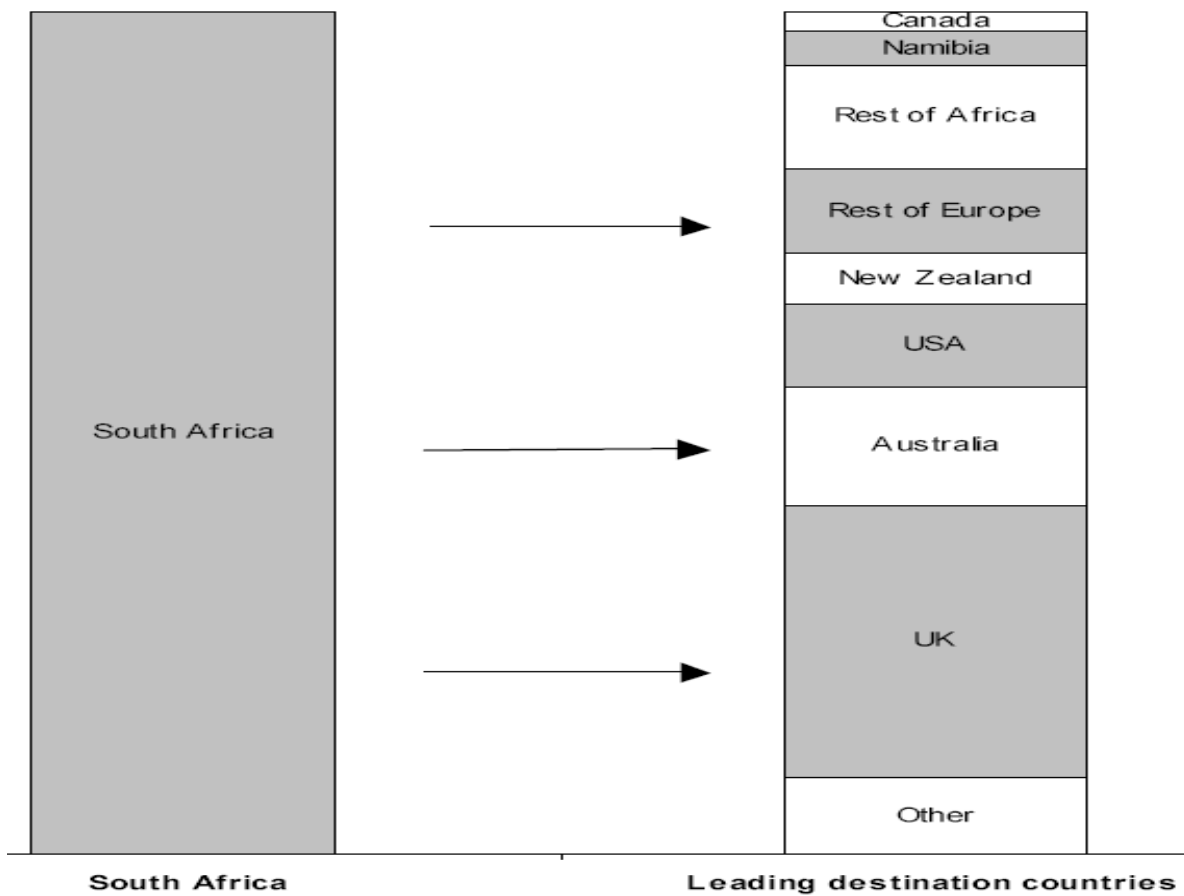 Canada
Namibia
Rest of Africa
Rest of Europe
New Zealand
USA
South Africa
Australia
UK
Other
South Africa
Leading destination countries